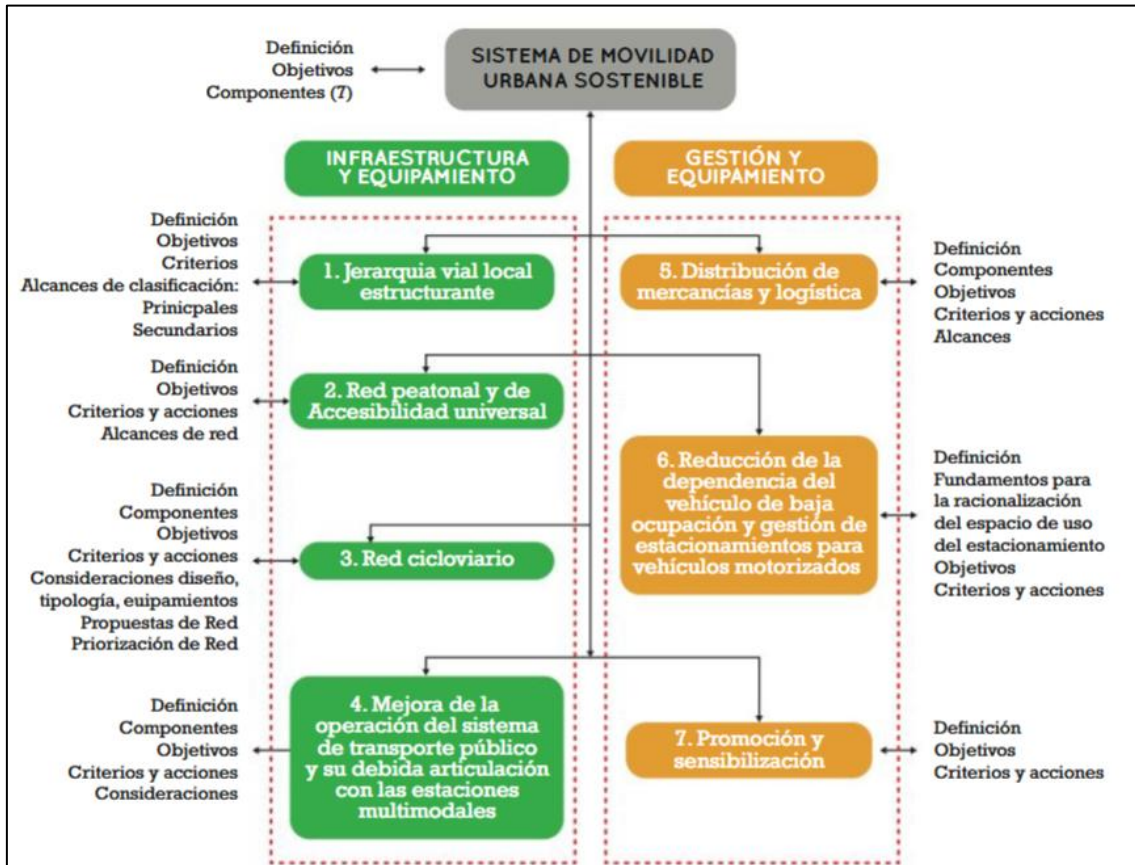 Definición
Objetivos
Componentes (7)
SISTEMA DE MOVILIDAD
URBANA SOSTENIBLE
INFRAESTRUCTURA
Y EQUIPAMIENTO
GESTIÓN Y
EQUIPAMIENTO
Definición
Objetivos
Criterios
Alcances de clasificación:
Prinicpales
Secundarios
1. Jerarquia vial local
estructurante
5. Distribución de
mercancías y logística
Definición
Componentes
Objetivos
Criterios y acciones
Alcances
Definición
Objetivos
Criterios y acciones
Alcances de red
2. Red peatonal y de
Accesibilidad universal
6. Reducción de la
dependencia del
vehículo de baja
ocupación y gestión de
estacionamientos para
vehículos motorizados
Definición
Fundamentos para
la racionalización
del espacio de uso
del estacionamiento
Objetivos
Criterios y acciones
Definición
Componentes
Objetivos
Criterios y acciones
Consideraciones diseño,
tipología, euipamientos
Propuestas de Red
Priorización de Red
3. Red cicloviario
Definición
Componentes
Objetivos
Criterios y acciones
Consideraciones
4. Mejora de la
operación del sistema
de transporte público
y su debida articulación
con las estaciones
multimodales
7. Promoción y
sensibilización
Definición
Objetivos
Criterios y acciones